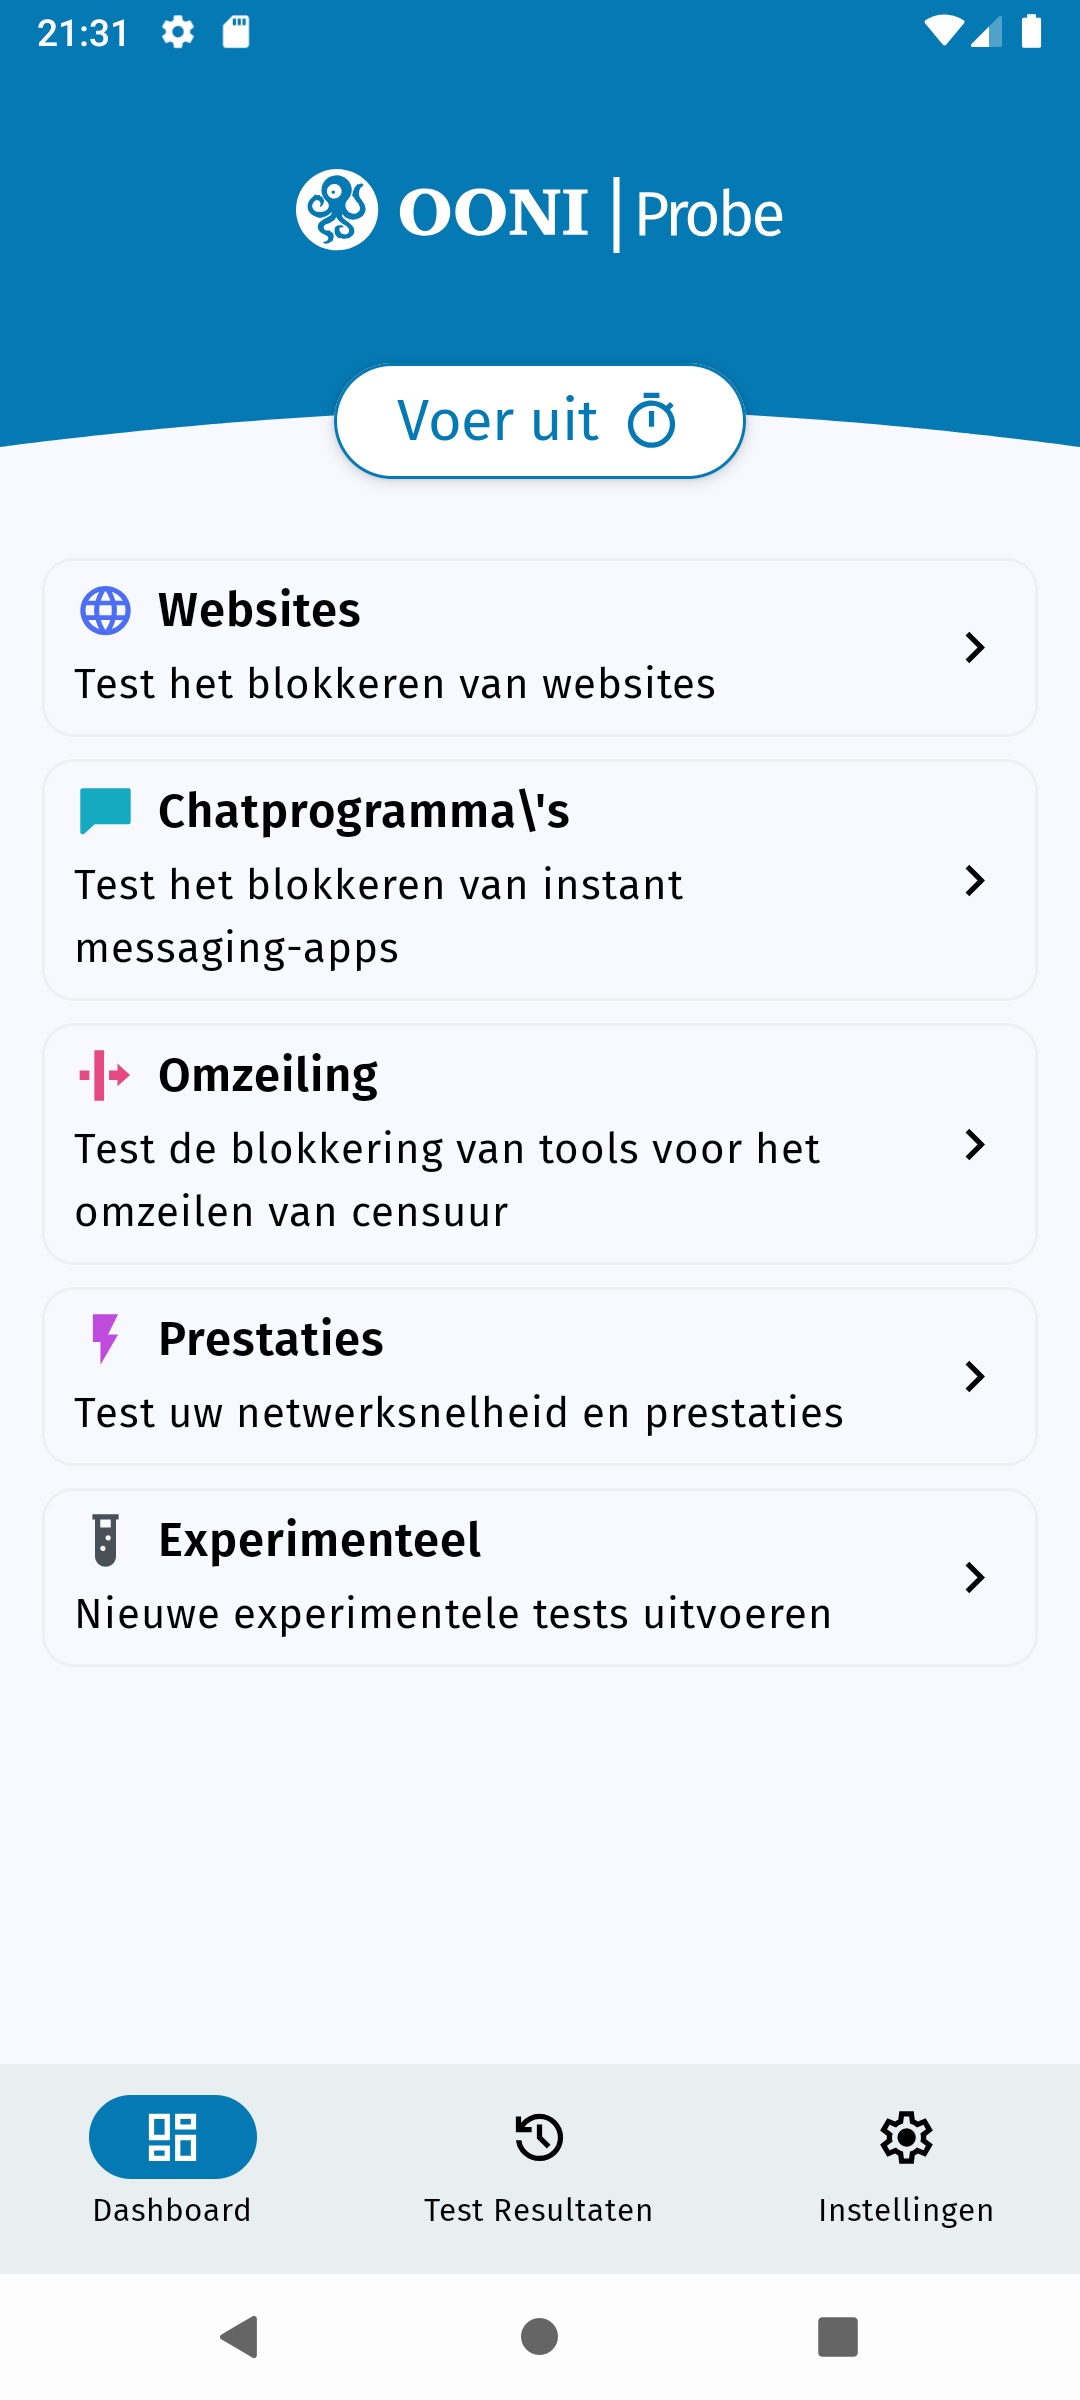 21:31
OONI Probe
Voer uit
Websites
Test het blokkeren van websites
Chatprogramma\'s
Test het blokkeren van instant
messaging-apps
Omzeiling
Test de blokkering van tools voor het
omzeilen van censuur
Prestaties
Test uw netwerksnelheid en prestaties
Experimenteel
Nieuwe experimentele tests uitvoeren
Dashboard
Test Resultaten
Instellingen